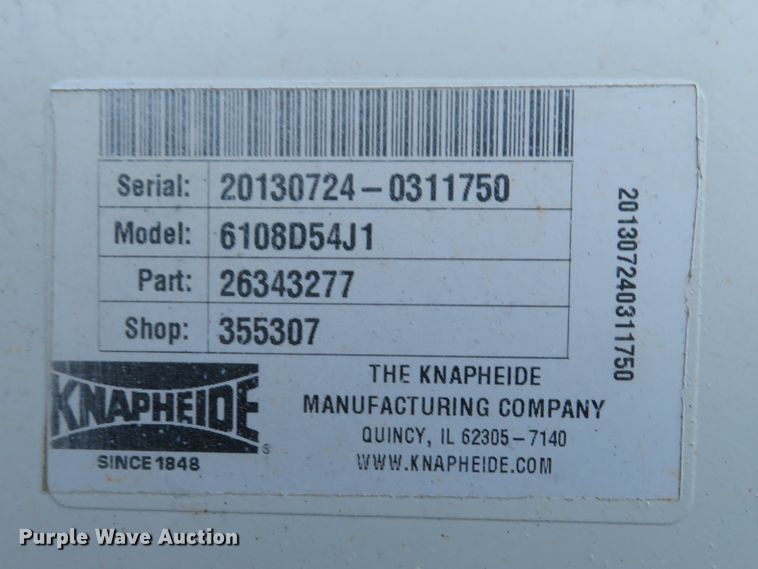 Serial: 20130724-0311750
Model: 6108D54J1
Part: 26343277
Shop: 355307
201307240311750
KNAPHEIDE
SINCE 1848
THE KNAPHEIDE
MANUFACTURING COMPANY
QUINCY, IL 62305-7140
WWW.KNAPHEIDE.COM
Purple Wave Auction